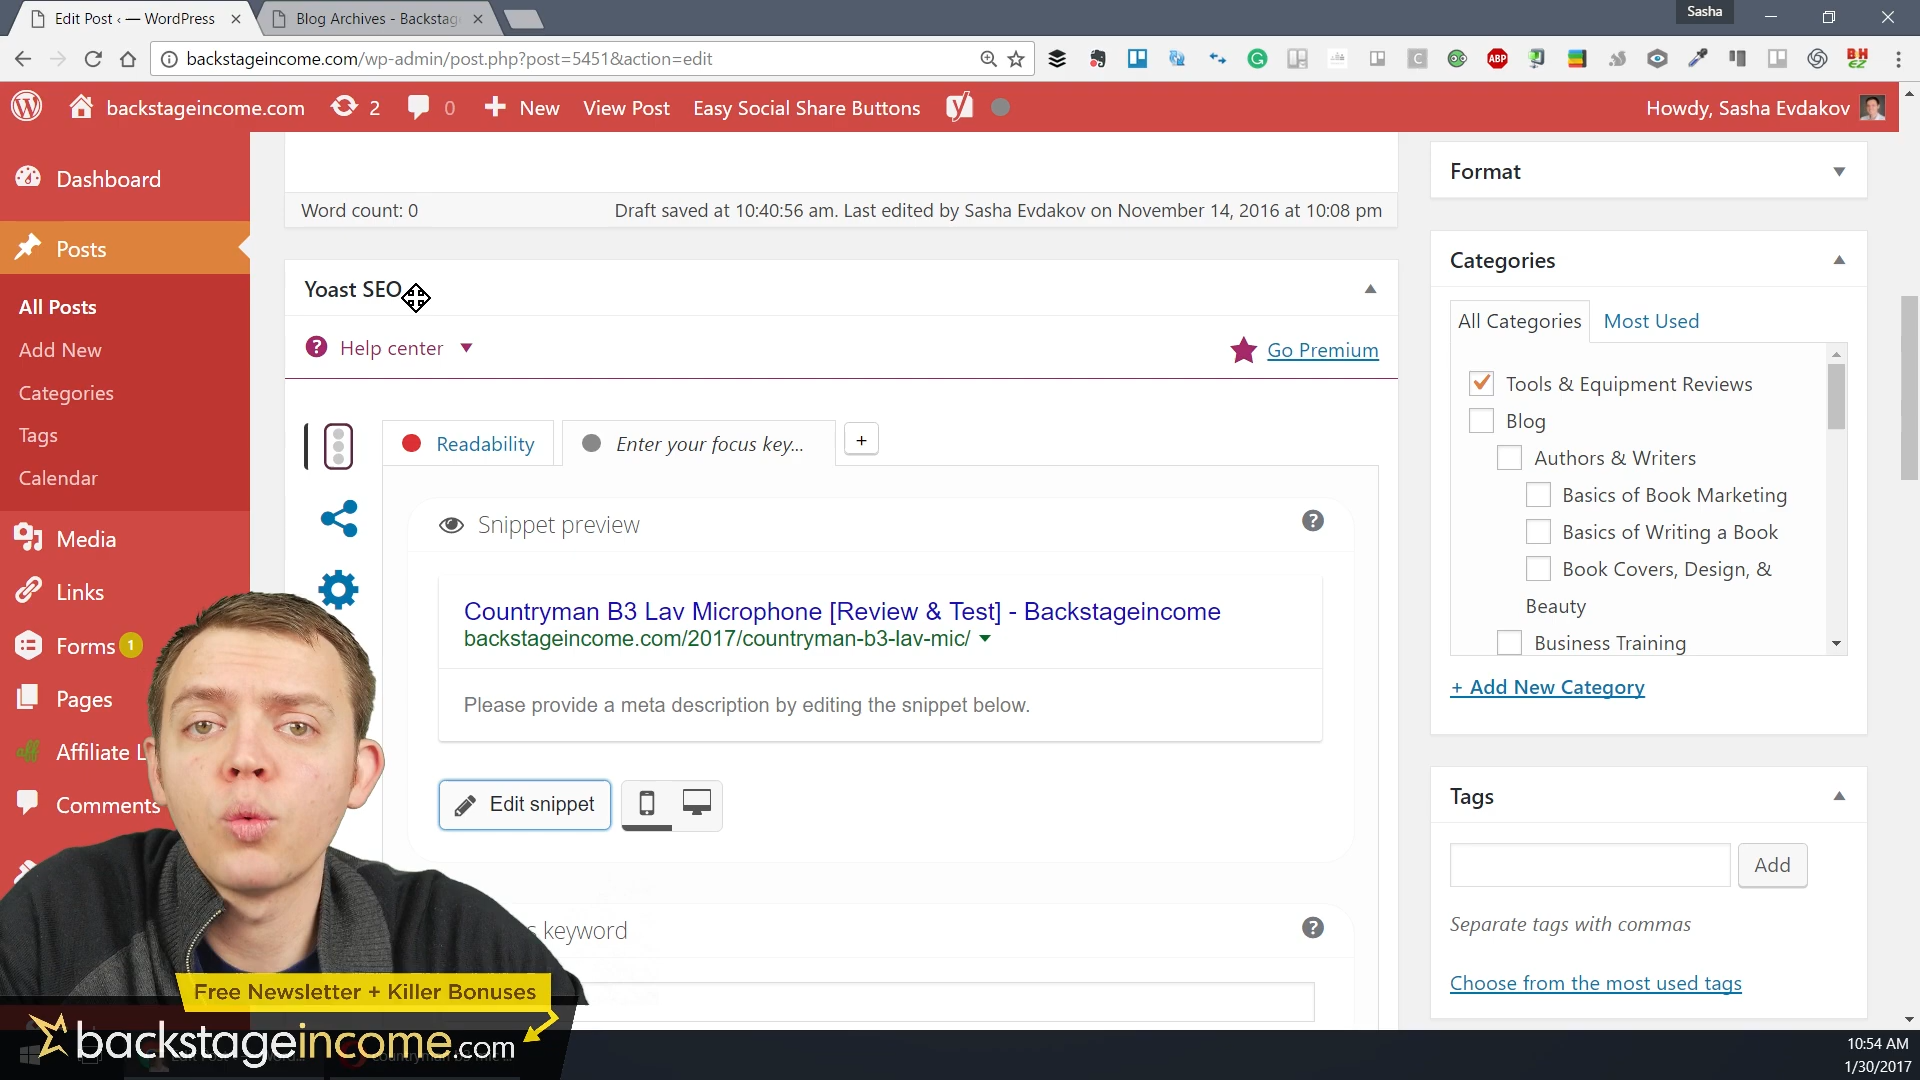 Edit Post ‹ — WordPress
Blog Archives - Backstag
Sasha
backstageincome.com/wp-admin/post.php?post=5451&action=edit
backstageincome.com
2
0
New
View Post
Easy Social Share Buttons
Howdy, Sasha Evdakov
Dashboard
Posts
All Posts
Add New
Categories
Tags
Calendar
Media
Links
Forms 1
Pages
Affiliate L
Comments
Word count: 0
Draft saved at 10:40:56 am. Last edited by Sasha Evdakov on November 14, 2016 at 10:08 pm
Yoast SEO
Help center
Go Premium
Readability
Enter your focus key...
+
Snippet preview
Countryman B3 Lav Microphone [Review & Test] - Backstageincome
backstageincome.com/2017/countryman-b3-lav-mic/
Please provide a meta description by editing the snippet below.
Edit snippet
s keyword
Format
Categories
All Categories
Most Used
Tools & Equipment Reviews
Blog
Authors & Writers
Basics of Book Marketing
Basics of Writing a Book
Book Covers, Design, &
Beauty
Business Training
+ Add New Category
Tags
Add
Separate tags with commas
Choose from the most used tags
Free Newsletter + Killer Bonuses
backstageincome.com
10:54 AM
1/30/2017